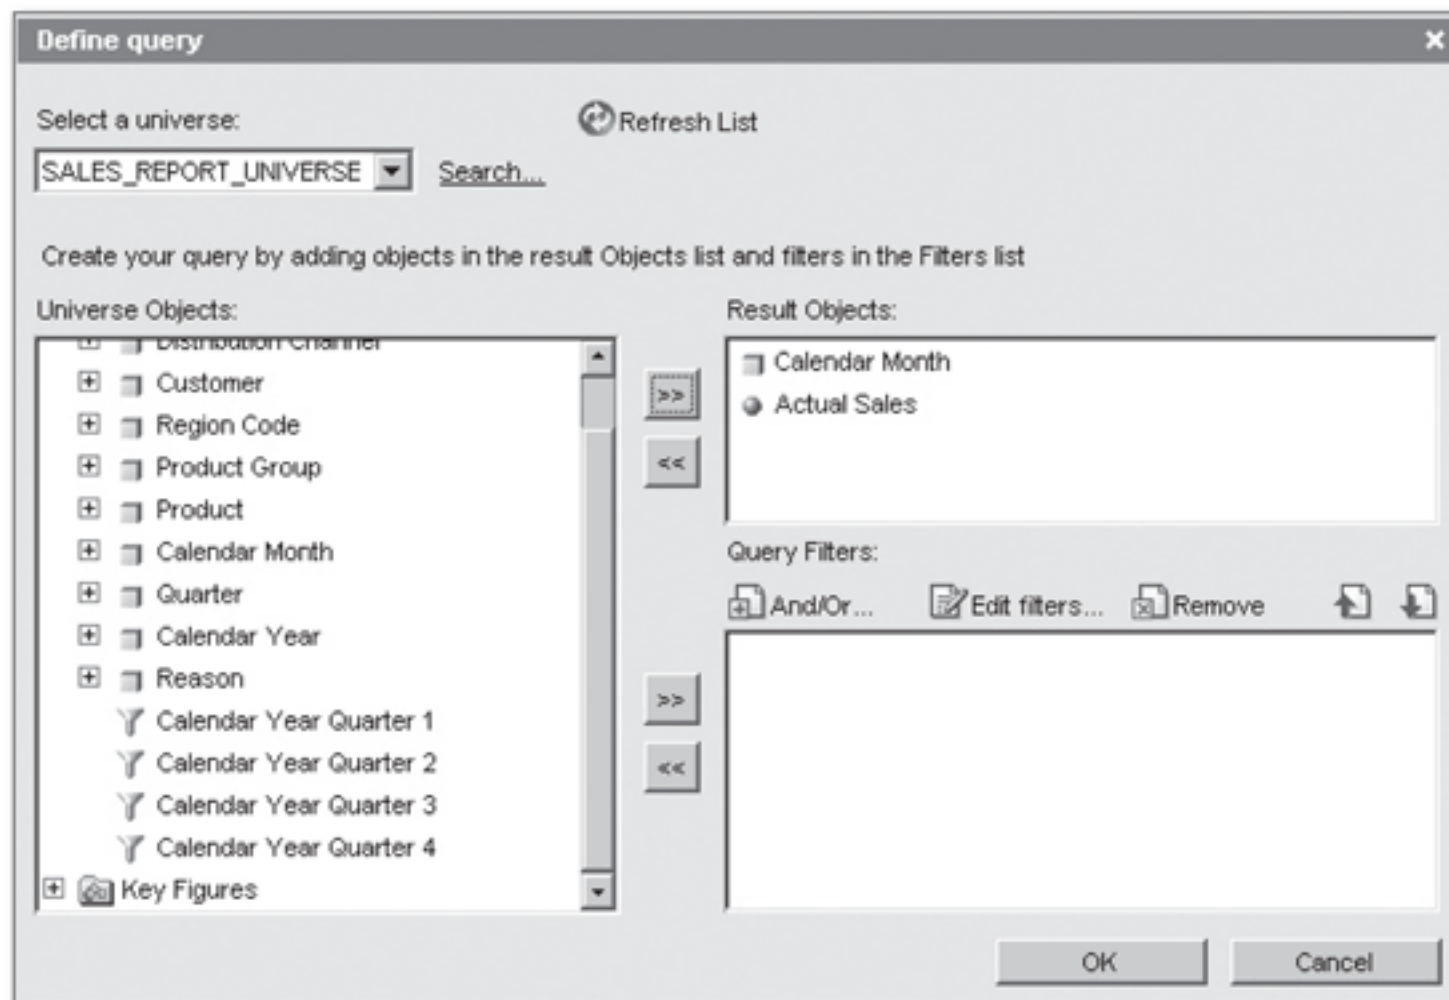 Define query
Select a universe:
Refresh List
SALES_REPORT_UNIVERSE
Search...
Create your query by adding objects in the result Objects list and filters in the Filters list
Universe Objects:
Distribution Channel
Customer
Region Code
Product Group
Product
Calendar Month
Quarter
Calendar Year
Reason
Calendar Year Quarter 1
Calendar Year Quarter 2
Calendar Year Quarter 3
Calendar Year Quarter 4
Key Figures
>>
<<
>>
<<
Result Objects:
Calendar Month
Actual Sales
Query Filters:
And/Or...
Edit filters...
Remove
OK
Cancel